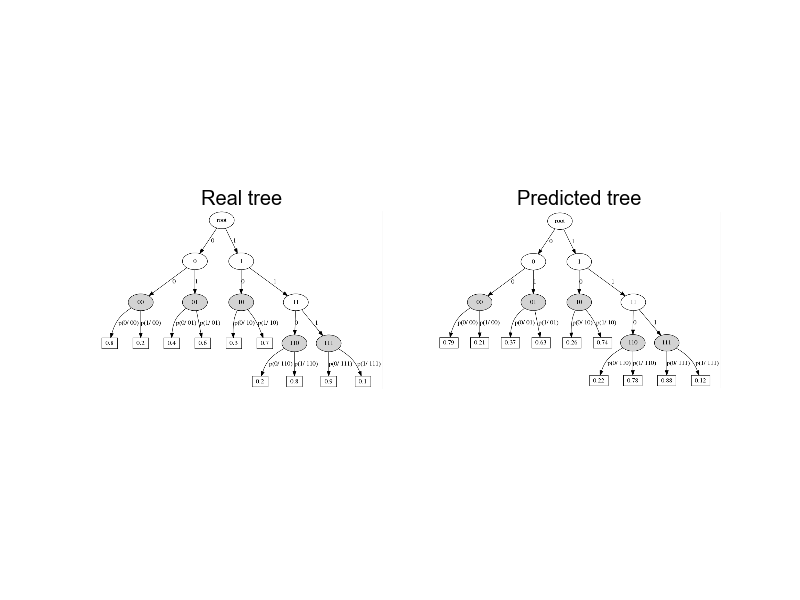 Real tree
Predicted tree
root
root
0
1
0
1
0
1
0
1
0
1
0
1
0
1
0
1
00
01
10
11
00
01
10
11
p(0/ 00)
p(1/ 00)
p(0/ 01)
p(1/ 01)
p(0/ 10)
p(1/ 10)
0
1
p(0/ 00)
p(1/ 00)
p(0/ 01)
p(1/ 01)
p(0/ 10)
p(1/ 10)
0
1
0.8
0.2
0.4
0.6
0.3
0.7
110
111
0.79
0.21
0.37
0.63
0.26
0.74
110
111
p(0/ 110)
p(1/ 110)
p(0/ 111)
p(1/ 111)
p(0/ 110)
p(1/ 110)
p(0/ 111)
p(1/ 111)
0.2
0.8
0.9
0.1
0.22
0.78
0.88
0.12